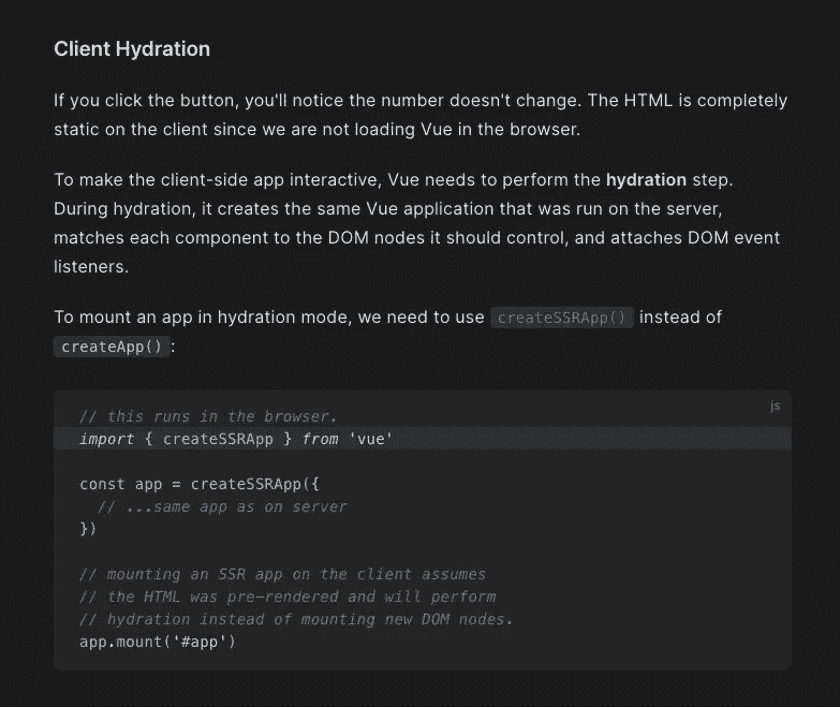 Client Hydration
If you click the button, you'll notice the number doesn't change. The HTML is completely
static on the client since we are not loading Vue in the browser.
To make the client-side app interactive, Vue needs to perform the hydration step.
During hydration, it creates the same Vue application that was run on the server,
matches each component to the DOM nodes it should control, and attaches DOM event
listeners.
To mount an app in hydration mode, we need to use createSSRApp() instead of
createApp() :
js
// this runs in the browser.
import { createSSRApp } from 'vue'
const app = createSSRApp({
  // ...same app as on server
})
// mounting an SSR app on the client assumes
// the HTML was pre-rendered and will perform
// hydration instead of mounting new DOM nodes.
app.mount('#app')